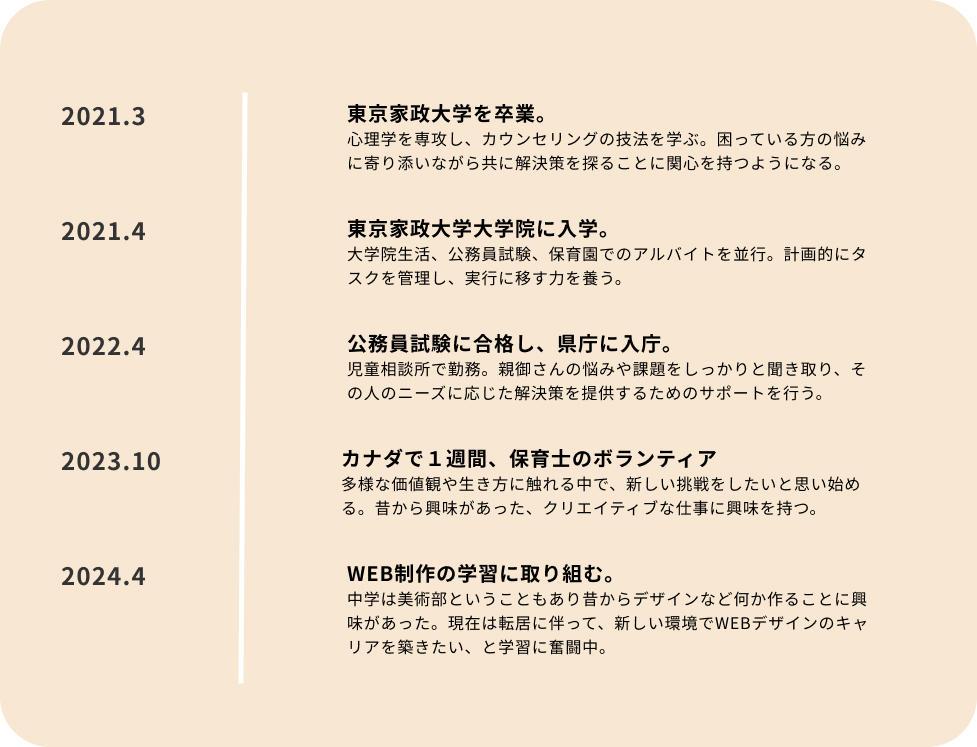 2021.3
東京家政大学を卒業。
心理学を専攻し、カウンセリングの技法を学ぶ。困っている方の悩み
に寄り添いながら共に解決策を探ることに関心を持つようになる。
2021.4
東京家政大学大学院に入学。
大学院生活、公務員試験、保育園でのアルバイトを並行。計画的にタ
スクを管理し、実行に移す力を養う。
2022.4
公務員試験に合格し、県庁に入庁。
児童相談所で勤務。親御さんの悩みや課題をしっかりと聞き取り、そ
の人のニーズに応じた解決策を提供するためのサポートを行う。
2023.10
カナダで１週間、保育士のボランティア
多様な価値観や生き方に触れる中で、新しい挑戦をしたいと思い始め
る。昔から興味があった、クリエイティブな仕事に興味を持つ。
2024.4
WEB制作の学習に取り組む。
中学は美術部ということもあり昔からデザインなど何か作ることに興
味があった。現在は転居に伴って、新しい環境でWEBデザインのキャ
リアを築きたい、と学習に奮闘中。